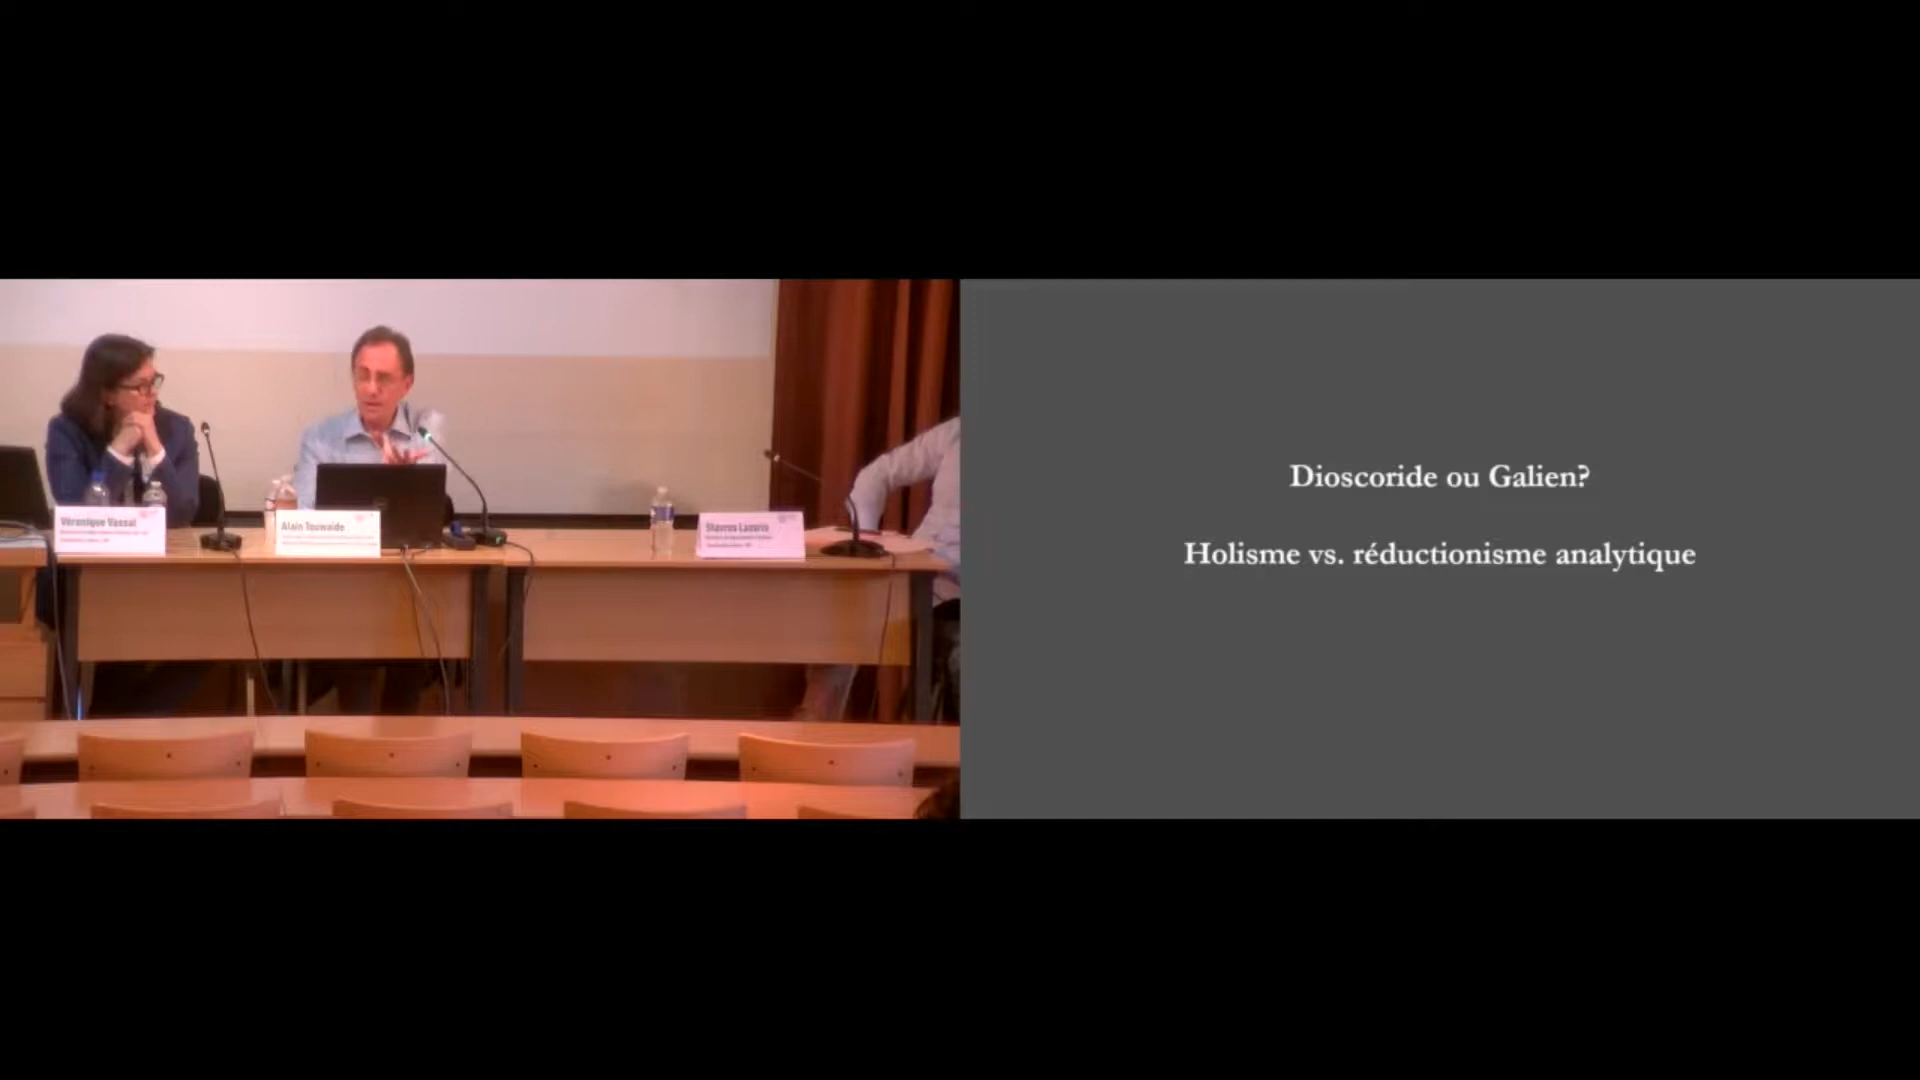 Véronique Vassal
Alain Touwaide
Stavros Lazaris
Dioscoride ou Galien?
Holisme vs. réductionisme analytique